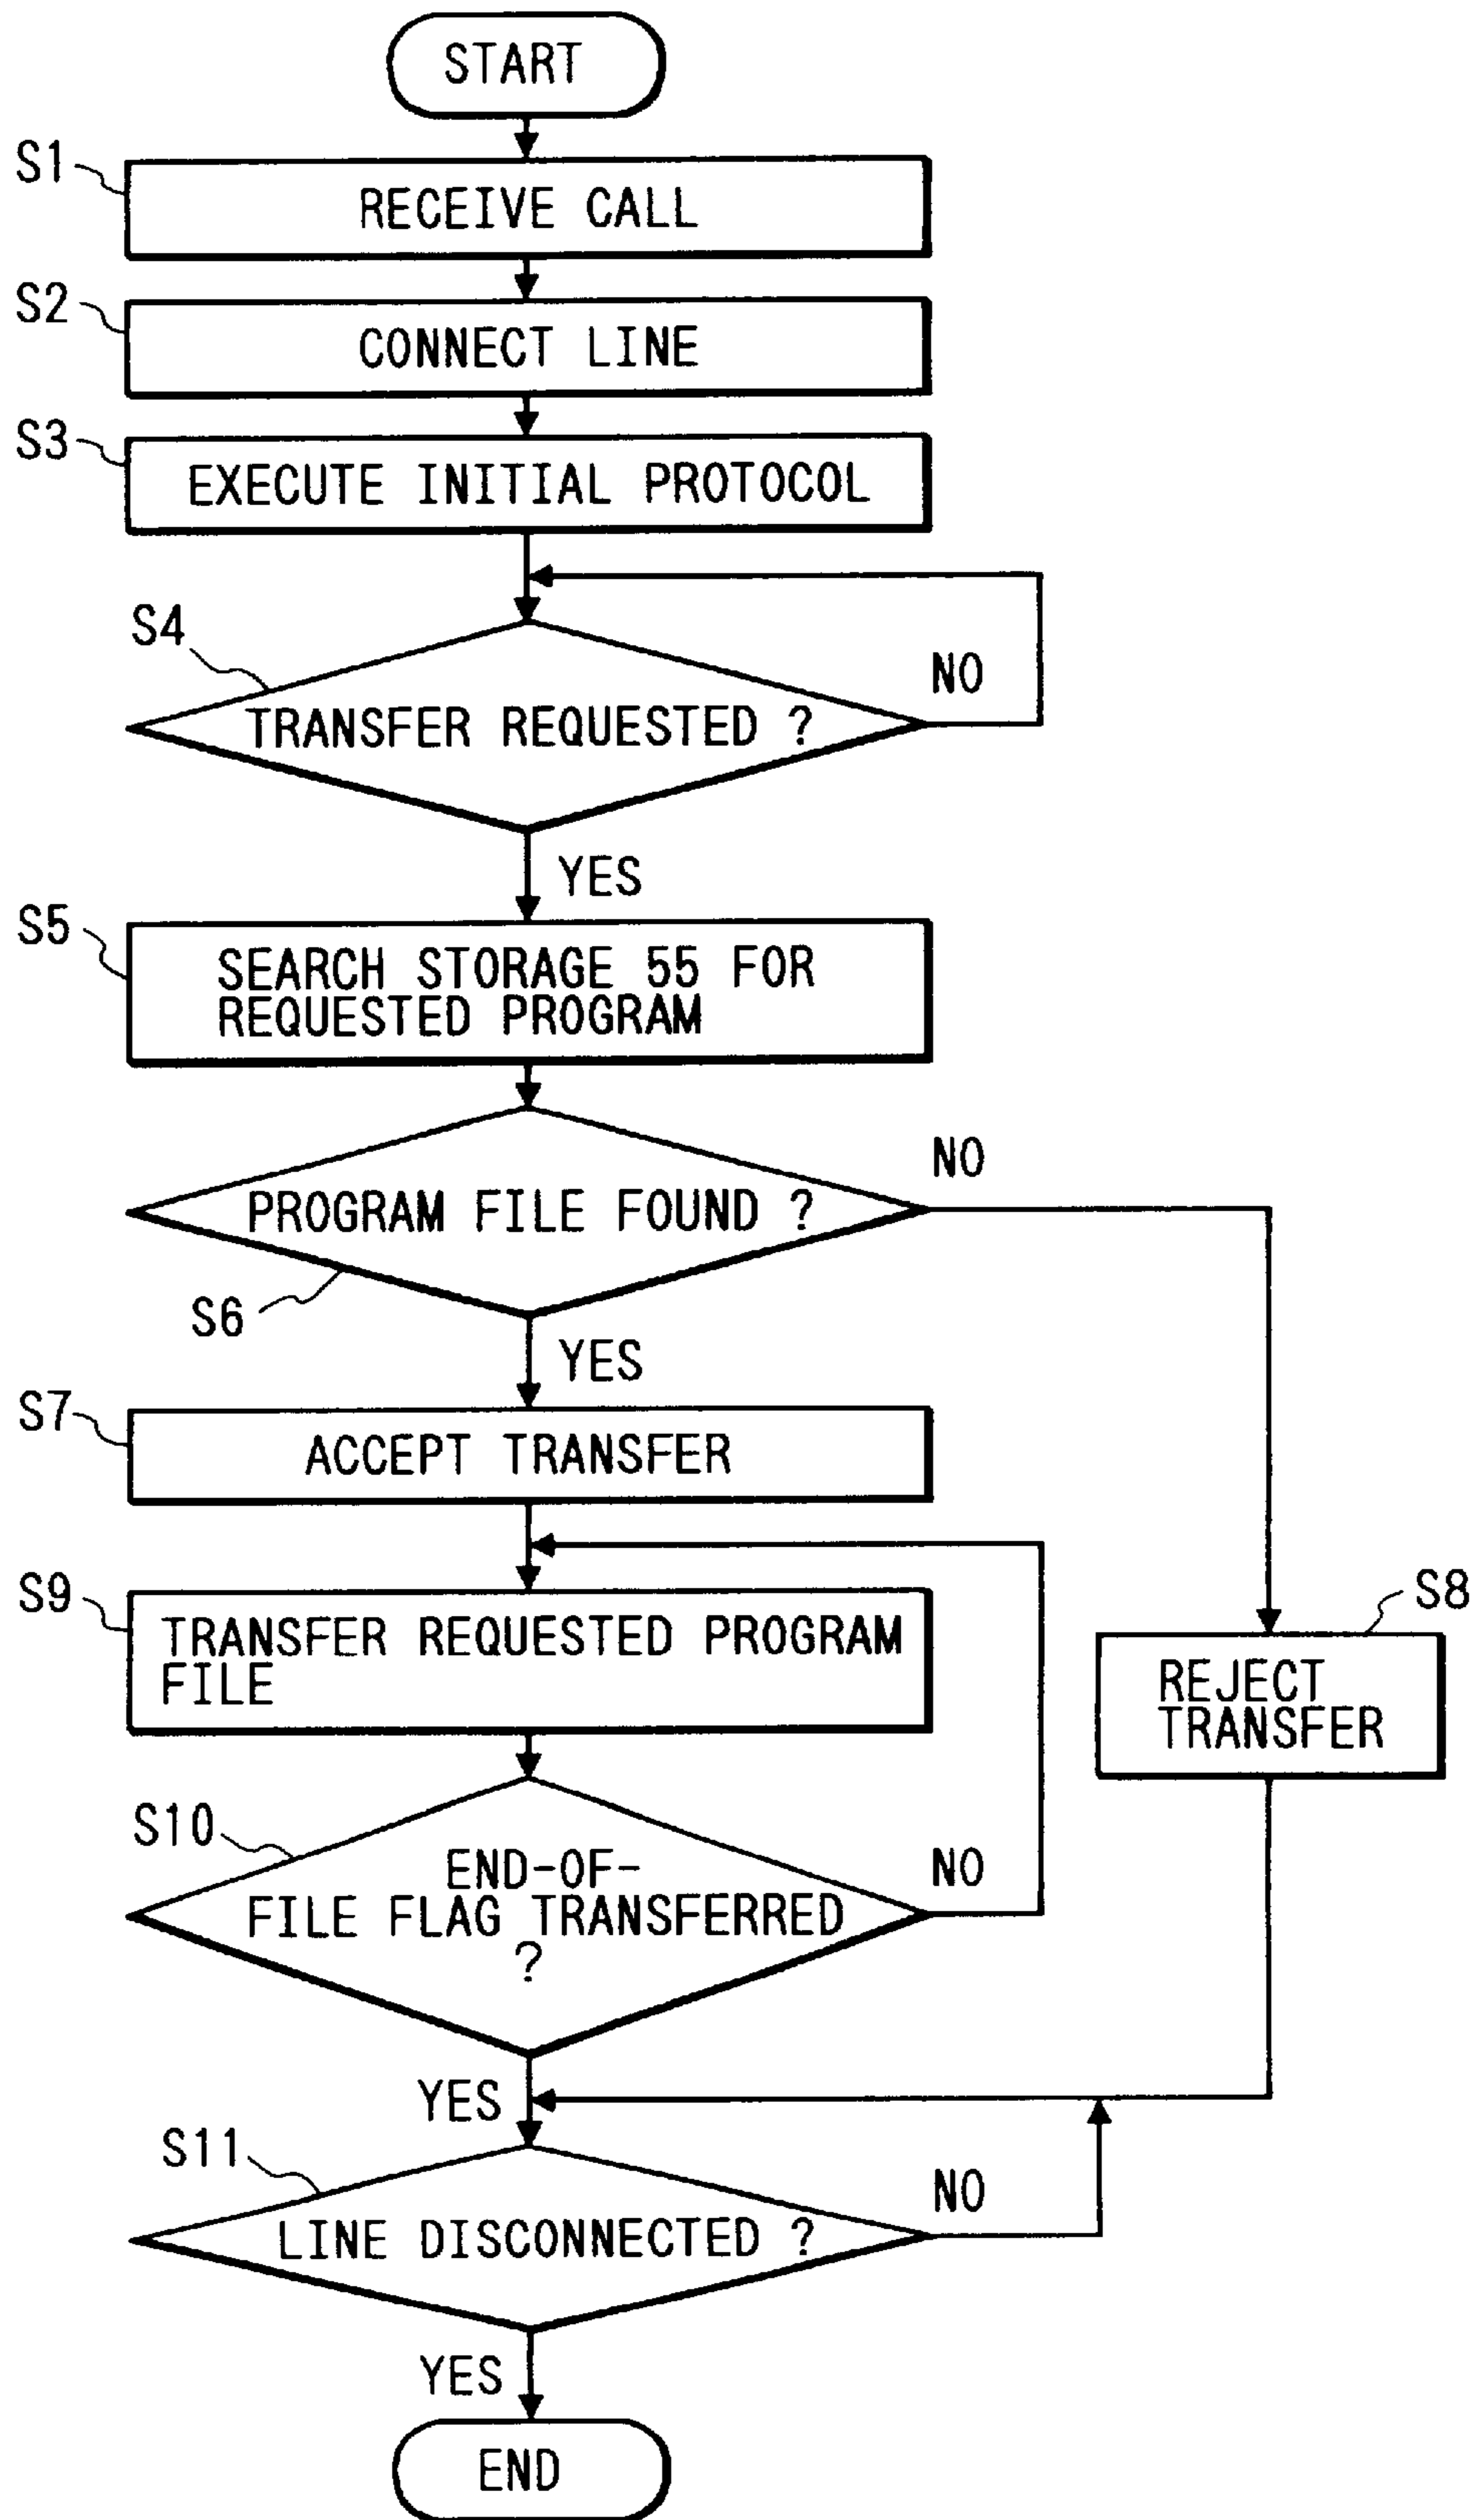 START
S1
RECEIVE CALL
S2
CONNECT LINE
S3
EXECUTE INITIAL PROTOCOL
S4
NO
TRANSFER REQUESTED ?
YES
S5
SEARCH STORAGE 55 FOR
REQUESTED PROGRAM
NO
PROGRAM FILE FOUND ?
S6
YES
S7
ACCEPT TRANSFER
S9
TRANSFER REQUESTED PROGRAM
FILE
S8
REJECT
TRANSFER
S10
END-OF-
FILE FLAG TRANSFERRED
?
NO
YES
S11
NO
LINE DISCONNECTED ?
YES
END